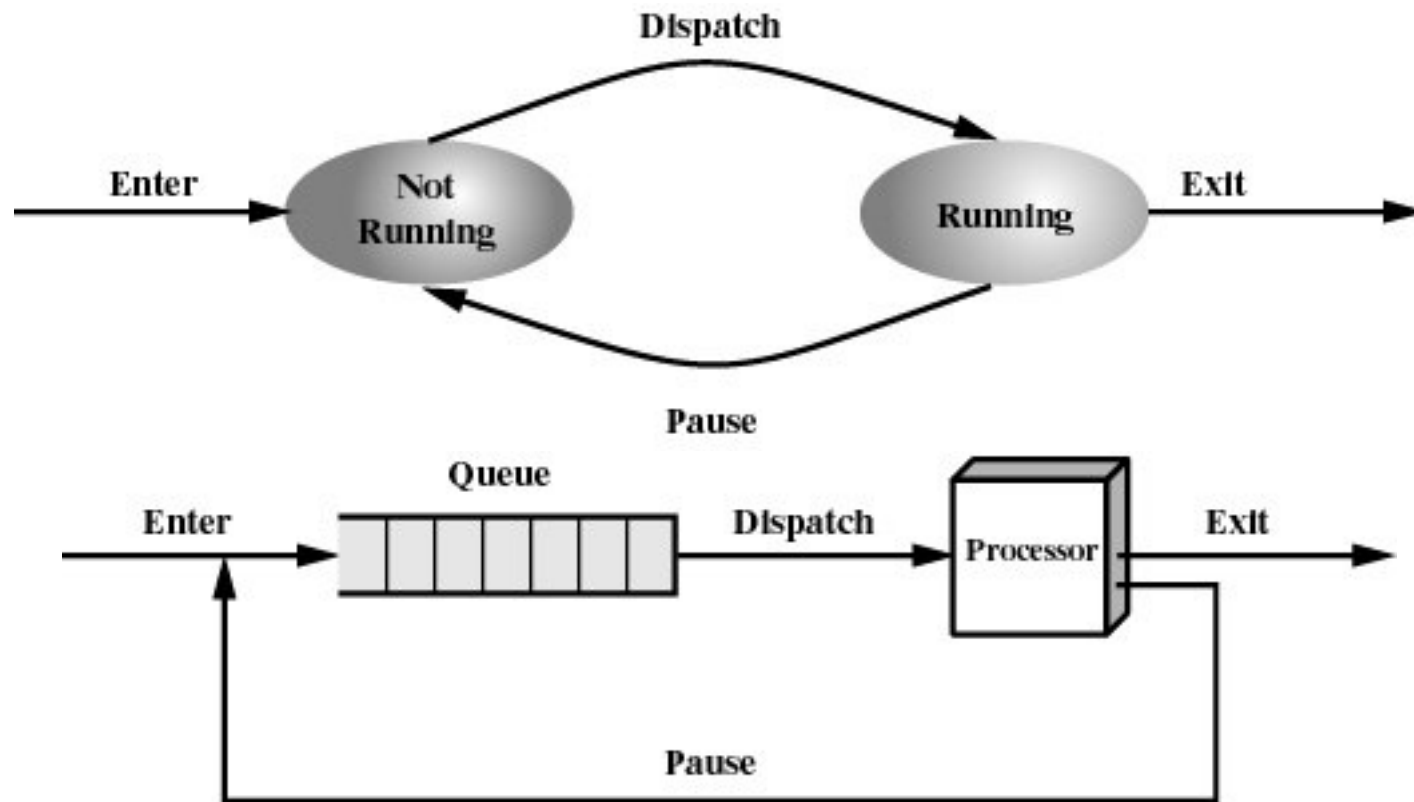 Dispatch
Enter
Not
Running
Running
Exit
Pause
Queue
Enter
Dispatch
Processor
Exit
Pause